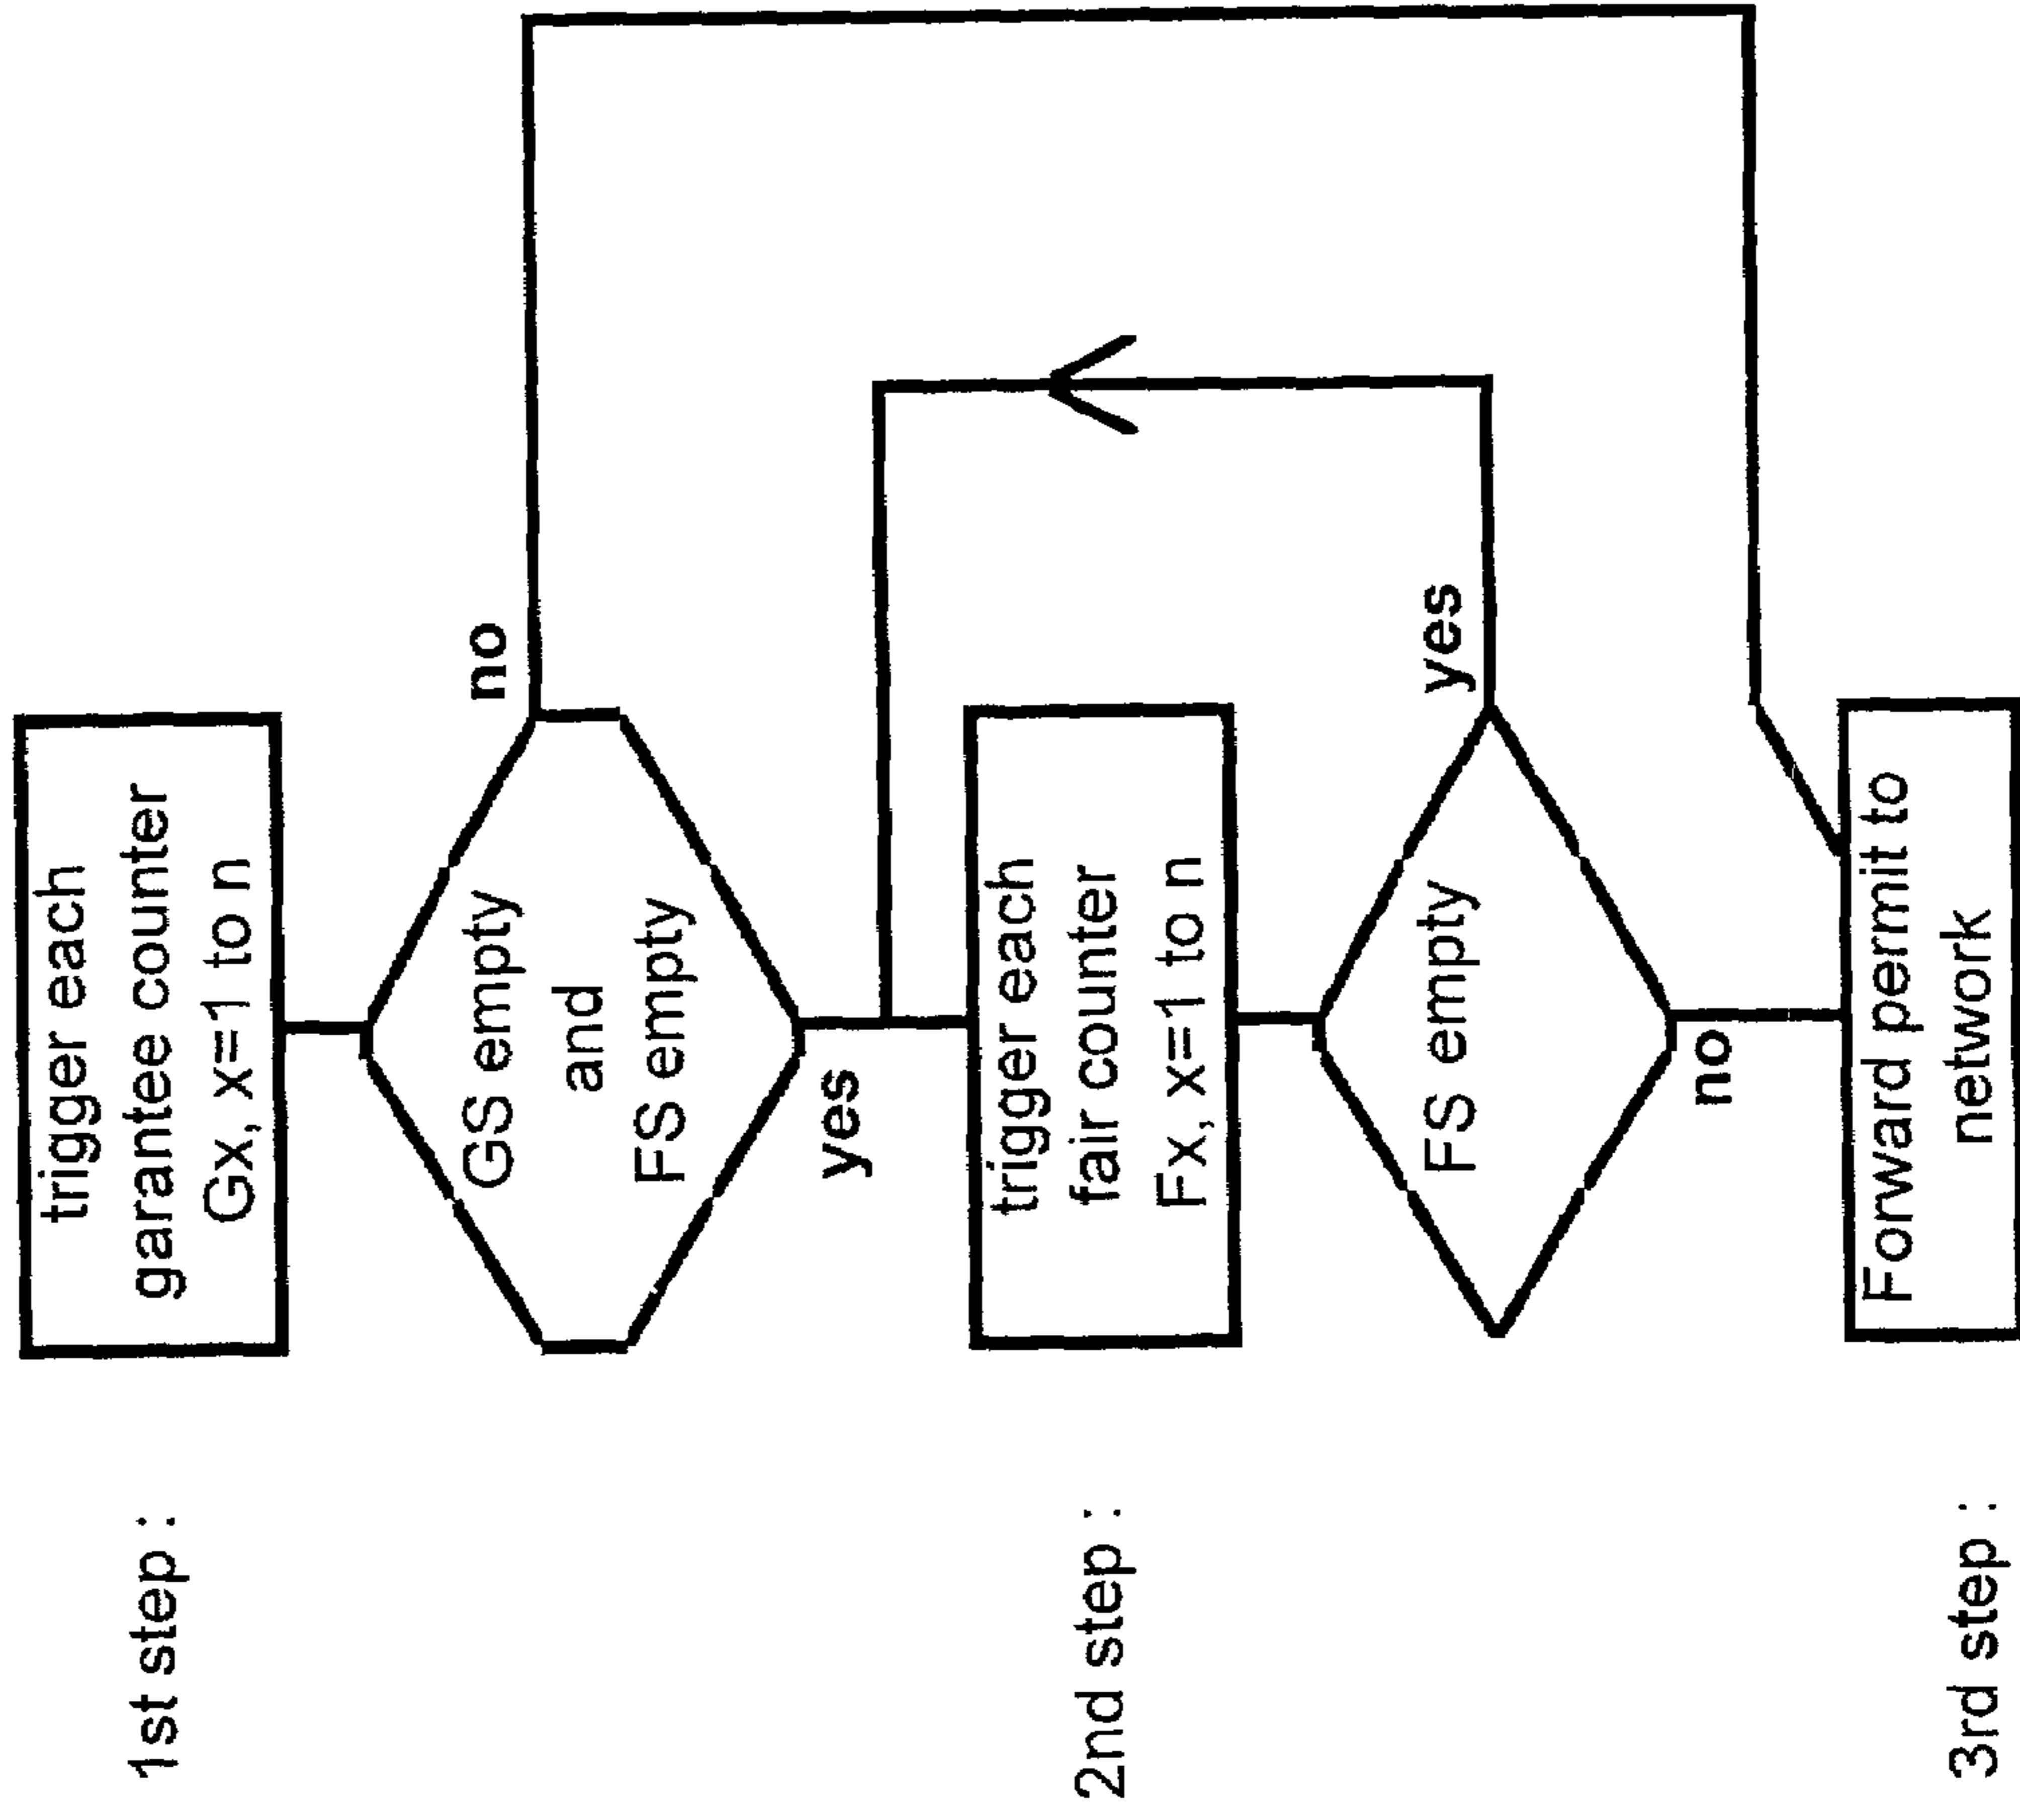 1st step :
trigger each
garantee counter
Gx, x=1 to n
no
GS empty
and
FS empty
yes
2nd step :
trigger each
fair counter
Fx, x=1 to n
yes
FS empty
no
3rd step :
Forward permit to
network